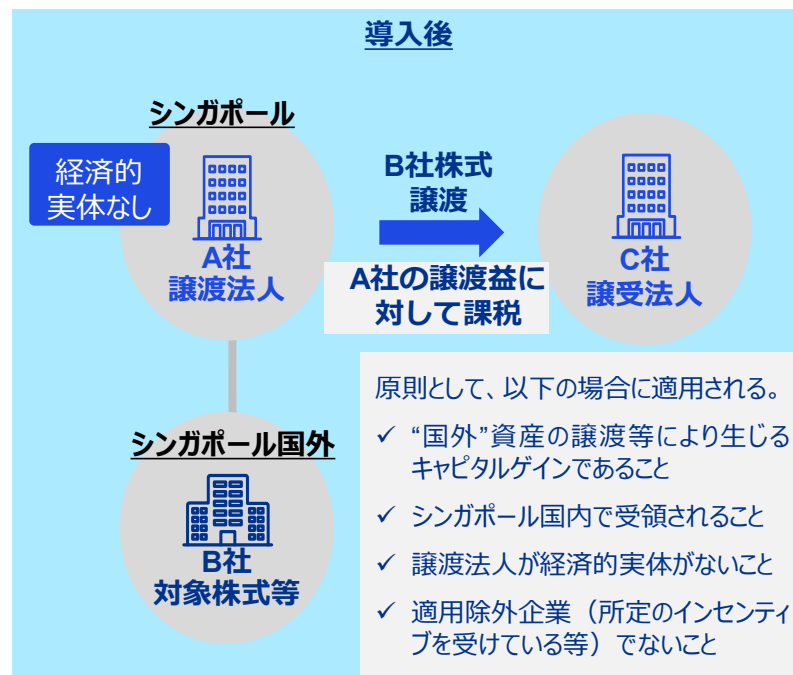 導入後
シンガポール
経済的
実体なし
A社
譲渡法人
B社株式
譲渡
A社の譲渡益に
対して課税
C社
譲受法人
シンガポール国外
B社
対象株式等
原則として、以下の場合に適用される。
✓ “国外”資産の譲渡等により生じる
キャピタルゲインであること
✓ シンガポール国内で受領されること
✓ 譲渡法人が経済的実体がないこと
✓ 適用除外企業（所定のインセンティ
ブを受けている等）でないこと